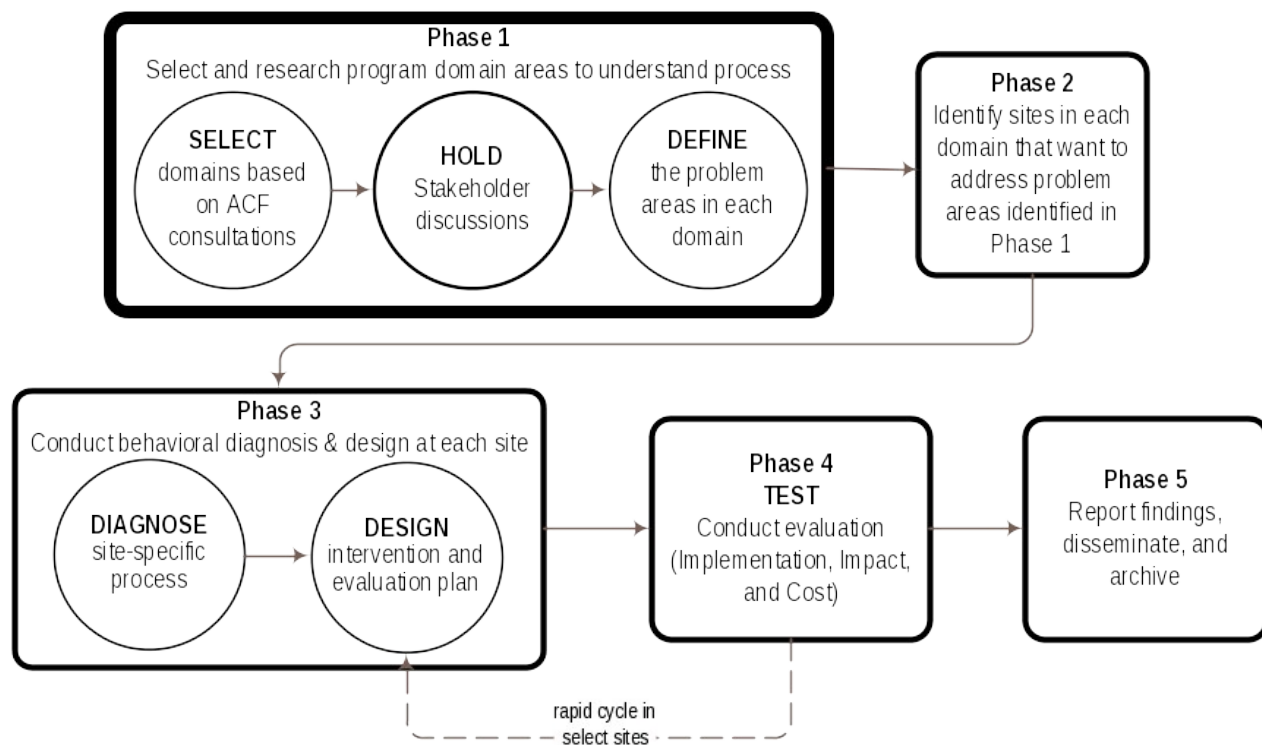 Phase 1
Select and research program domain areas to understand process
SELECT
domains based
on ACF
consultations
HOLD
Stakeholder
discussions
DEFINE
the problem
areas in each
domain
Phase 2
Identify sites in each
domain that want to
address problem
areas identified in
Phase 1
Phase 3
Conduct behavioral diagnosis & design at each site
DIAGNOSE
site-specific
process
DESIGN
intervention and
evaluation plan
Phase 4
TEST
Conduct evaluation
(Implementation, Impact,
and Cost)
Phase 5
Report findings,
disseminate, and
archive
rapid cycle in
select sites